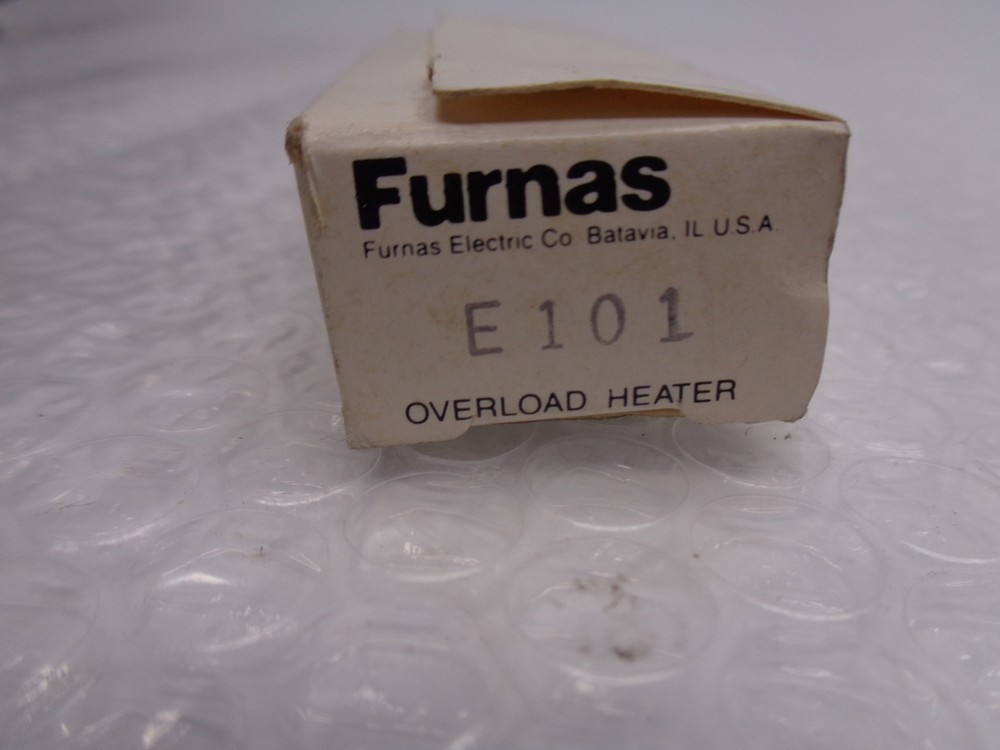 Furnas
Furnas Electric Co. Batavia, IL U.S.A.
E101
OVERLOAD HEATER